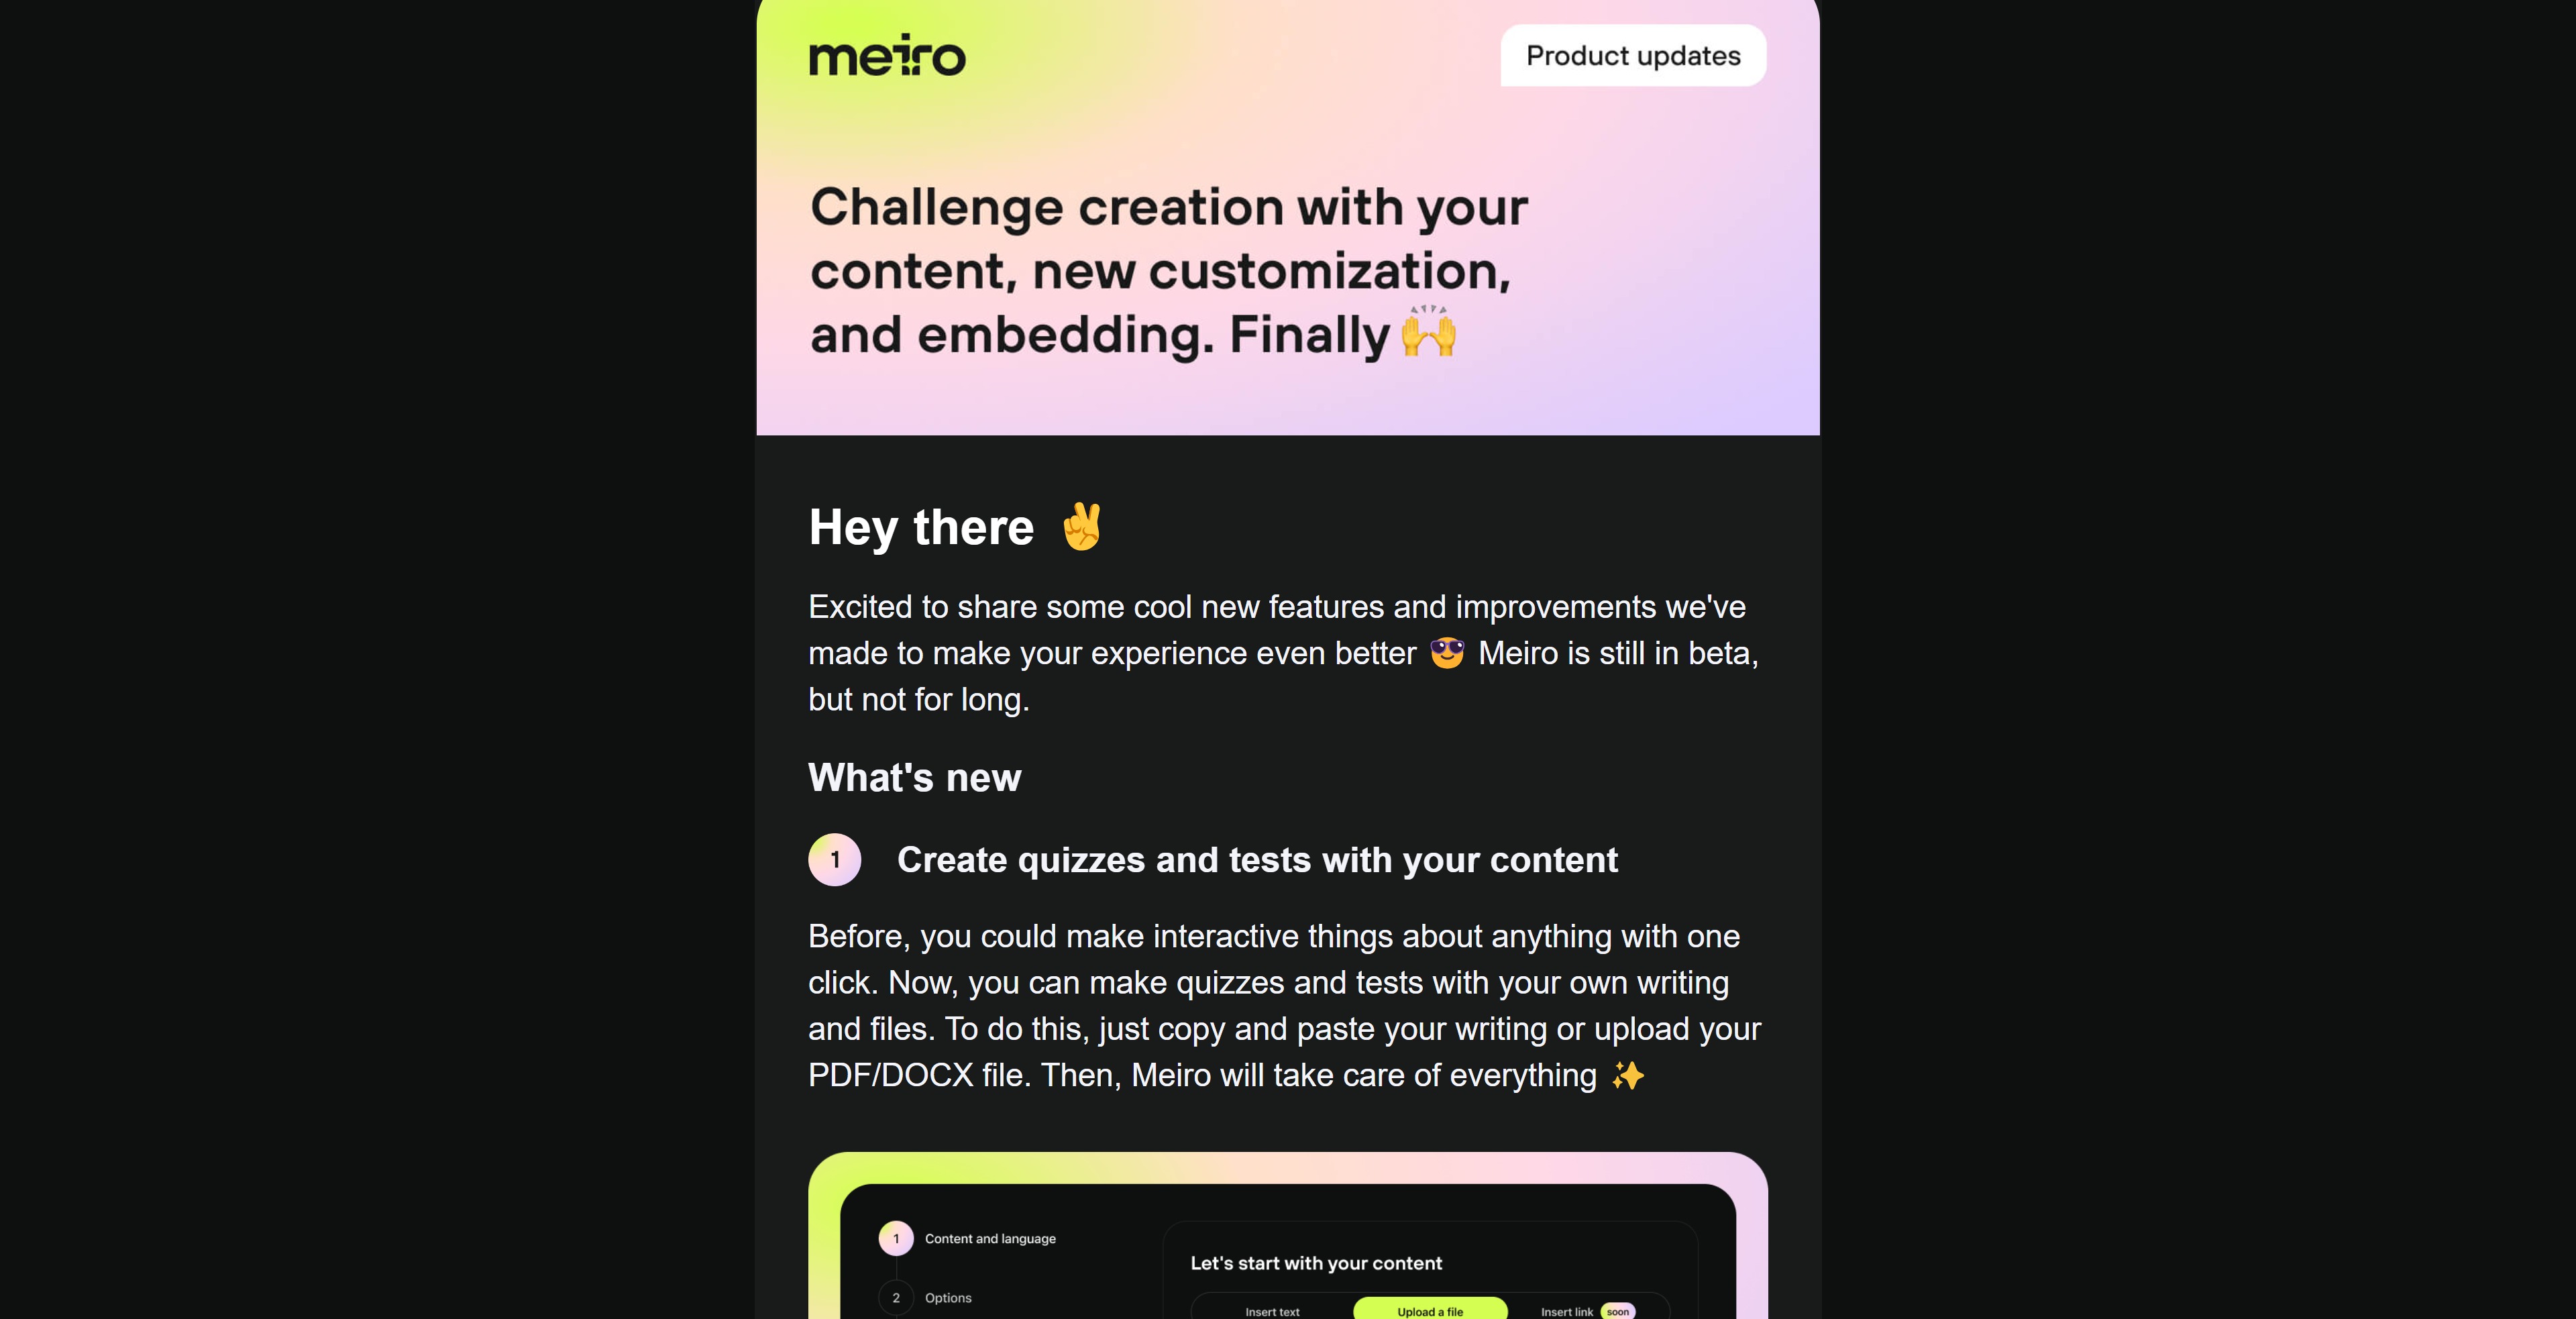 meiro
Product updates
Challenge creation with your
content, new customization,
and embedding. Finally 🙌
Hey there ✌️
Excited to share some cool new features and improvements we've
made to make your experience even better 😎 Meiro is still in beta,
but not for long.
What's new
1 Create quizzes and tests with your content
Before, you could make interactive things about anything with one
click. Now, you can make quizzes and tests with your own writing
and files. To do this, just copy and paste your writing or upload your
PDF/DOCX file. Then, Meiro will take care of everything ✨
1 Content and language
2 Options
Let's start with your content
Insert text Upload a file Insert link soon